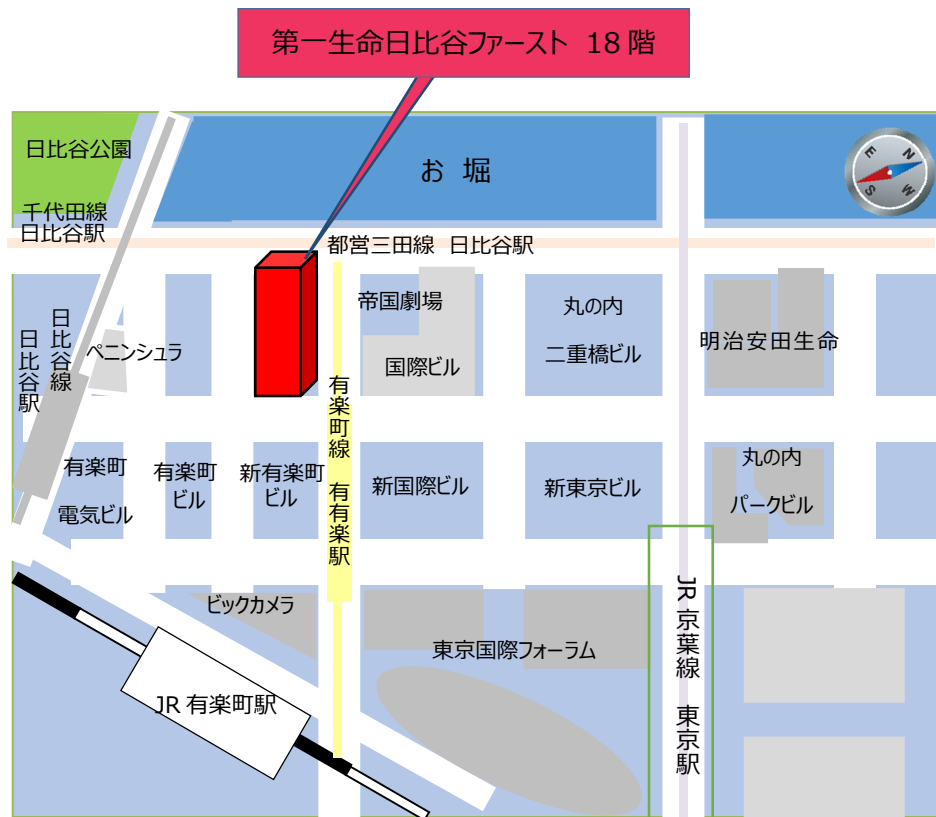 第一生命日比谷ファースト 18 階
日比谷公園
お 堀
E
N
S
W
千代田線
日比谷駅
都営三田線 日比谷駅
日比谷線
日比谷駅
ペニンシュラ
帝国劇場
国際ビル
丸の内
二重橋ビル
明治安田生命
有楽町線 有有楽駅
有楽町
電気ビル
有楽町
ビル
新有楽町
ビル
新国際ビル
新東京ビル
丸の内
パークビル
ビックカメラ
東京国際フォーラム
JR 京葉線 東京駅
JR 有楽町駅